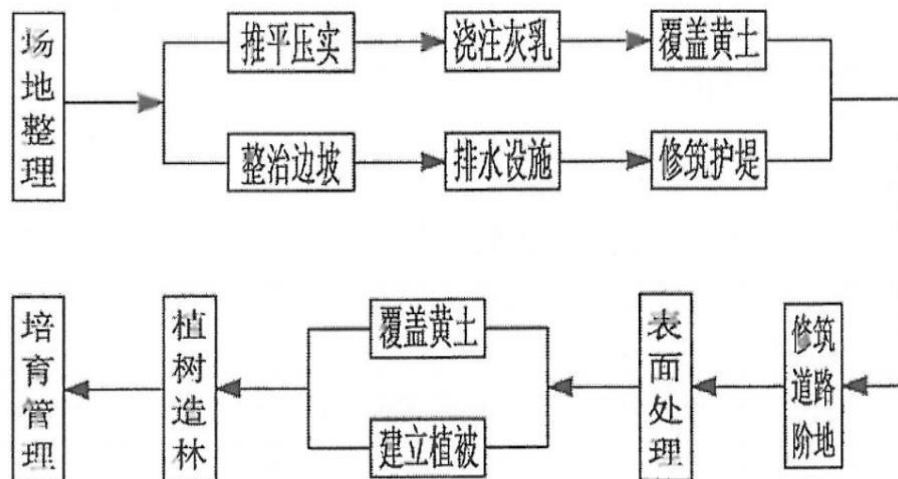 场地整理
推平压实
浇注灰乳
覆盖黄土
整治边坡
排水设施
修筑护堤
修筑道路阶地
表面处理
覆盖黄土
建立植被
植树造林
培育管理